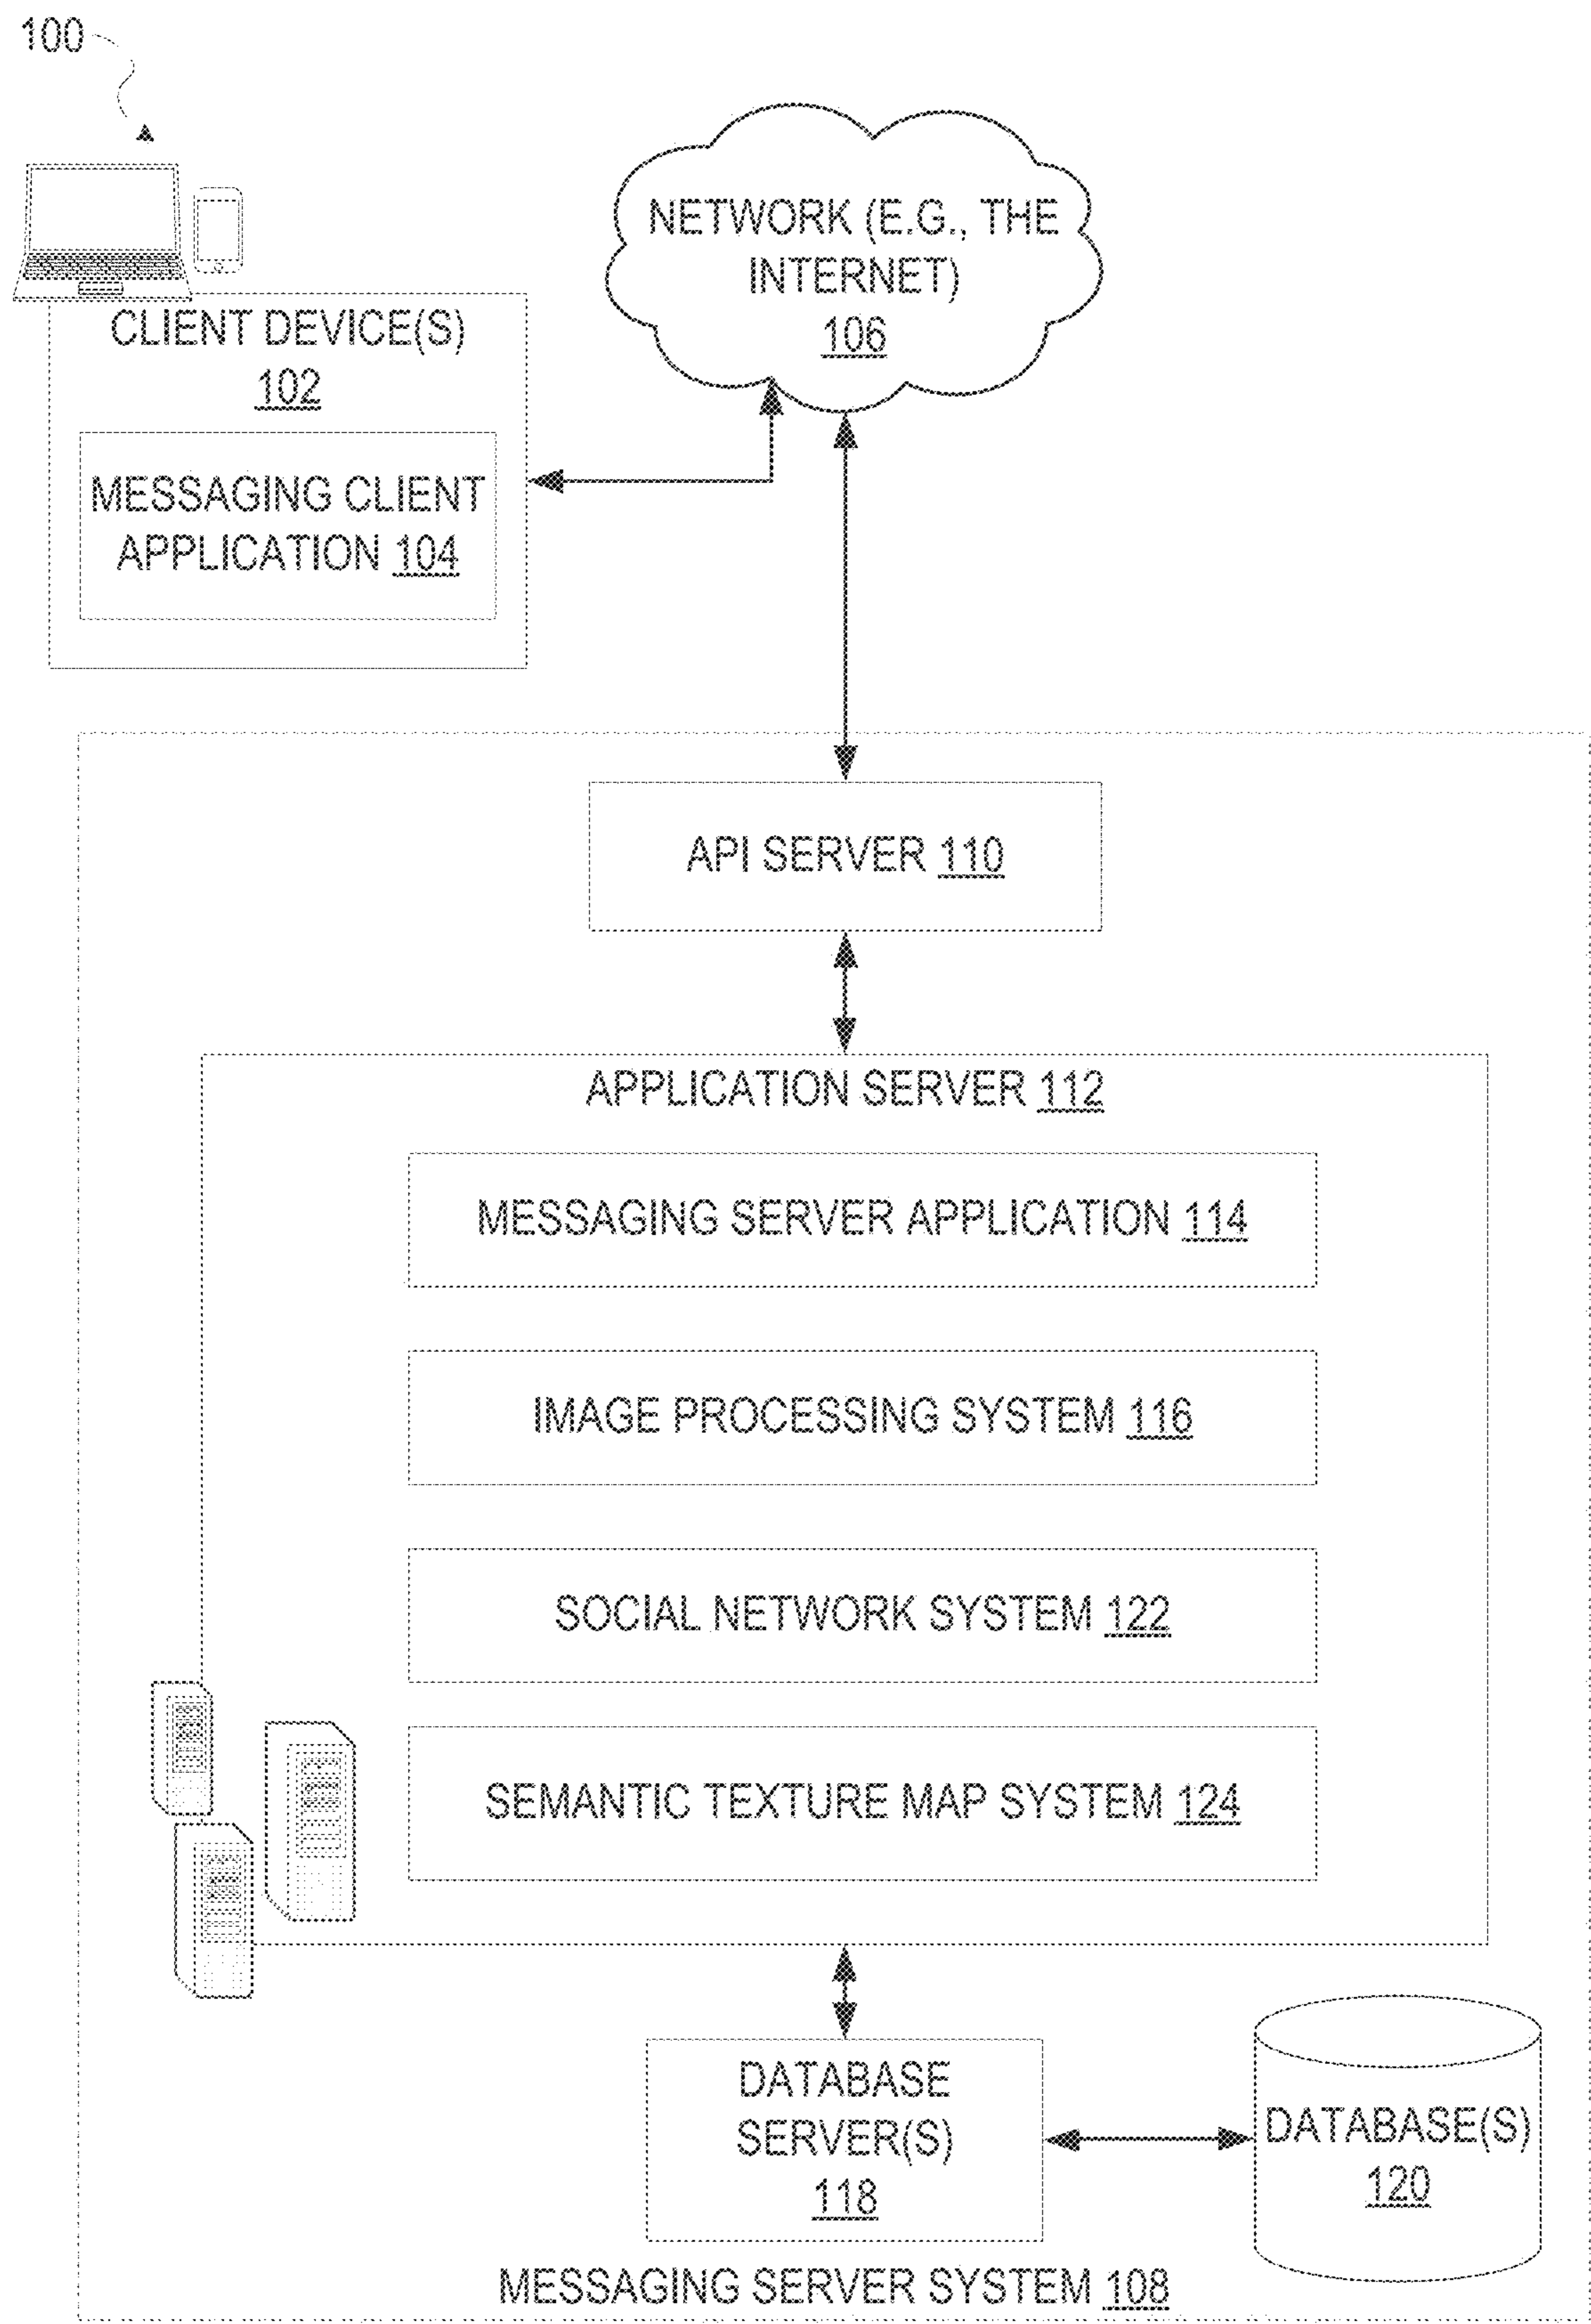 100
NETWORK (E.G., THE
INTERNET)
106
CLIENT DEVICE(S)
102
MESSAGING CLIENT
APPLICATION 104
API SERVER 110
APPLICATION SERVER 112
MESSAGING SERVER APPLICATION 114
IMAGE PROCESSING SYSTEM 116
SOCIAL NETWORK SYSTEM 122
SEMANTIC TEXTURE MAP SYSTEM 124
DATABASE
SERVER(S)
118
DATABASE(S)
120
MESSAGING SERVER SYSTEM 108